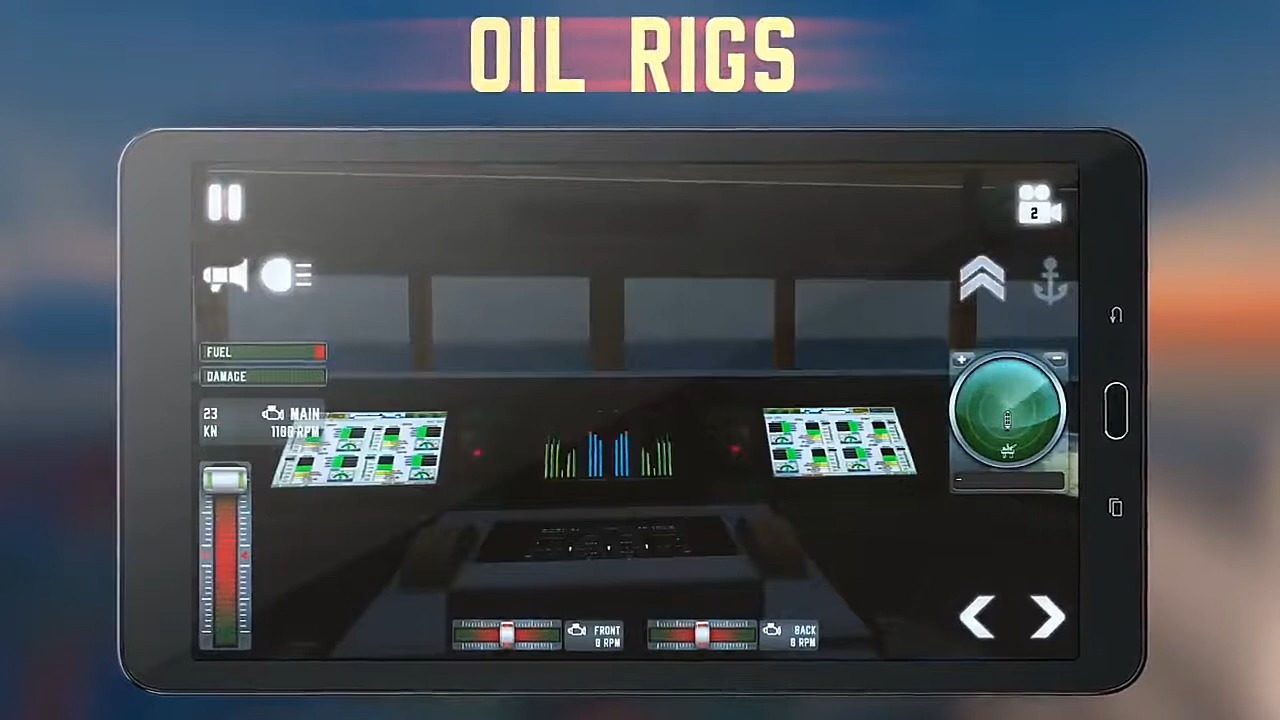 OIL RIGS
2
FUEL
DAMAGE
23 MAIN
KN 1100 RPM
FRONT
0 RPM
BACK
0 RPM